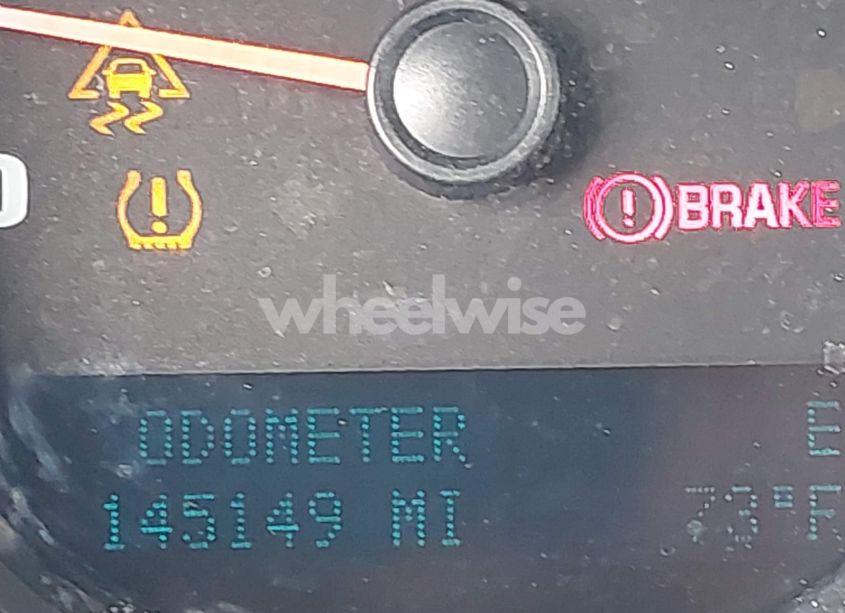 BRAKE
wheelwise
ODOMETER E
145149 MI 73°F